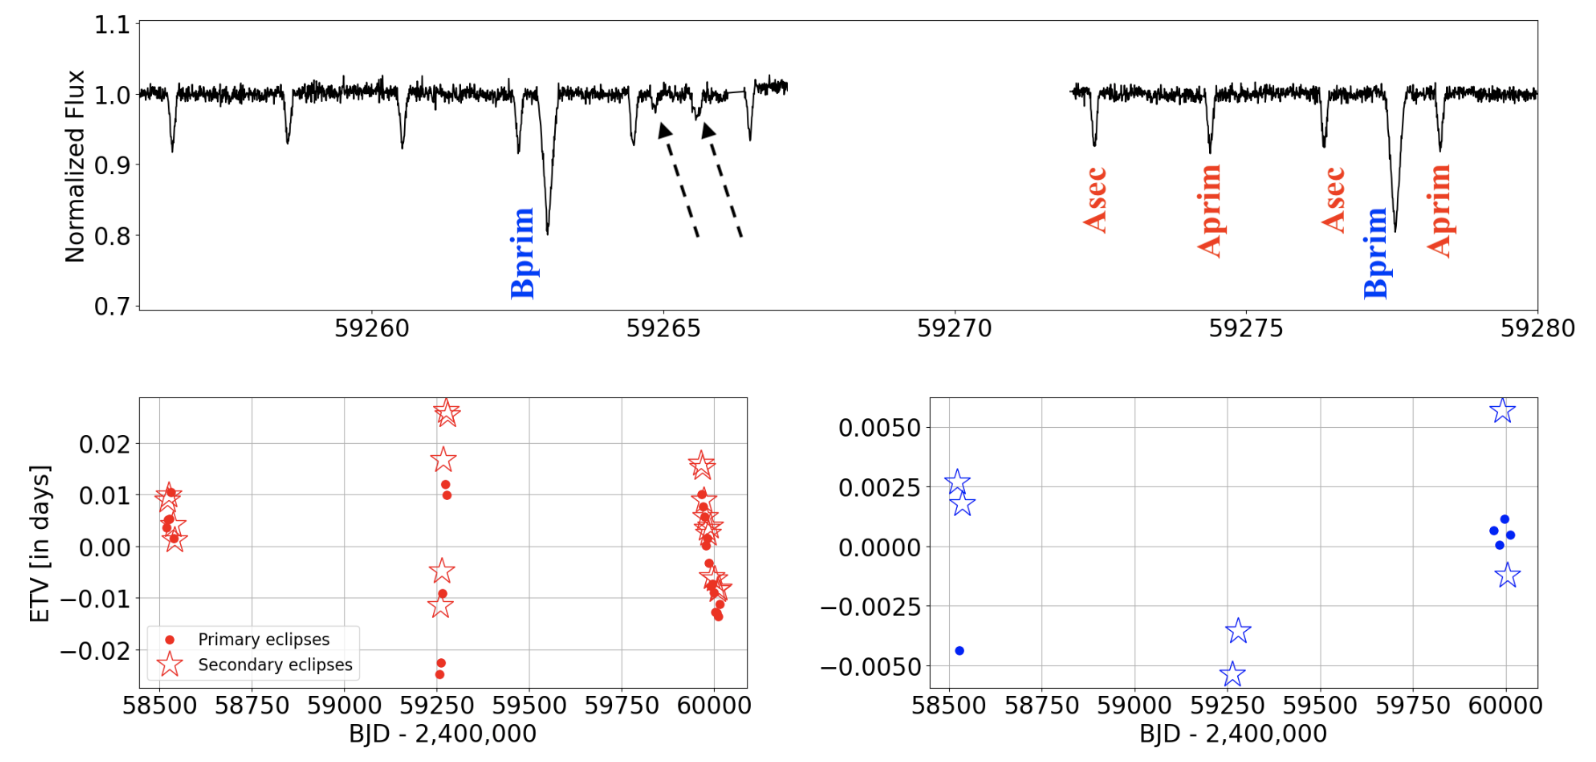 Normalized Flux
1.1
1.0
0.9
0.8
0.7
Bprim
Asec
Aprim
Asec
Bprim
Aprim
59260 59265 59270 59275 59280
ETV [in days]
0.02
0.01
0.00
−0.01
−0.02
Primary eclipses
Secondary eclipses
58500 58750 59000 59250 59500 59750 60000
BJD - 2,400,000
0.0050
0.0025
0.0000
−0.0025
−0.0050
58500 58750 59000 59250 59500 59750 60000
BJD - 2,400,000